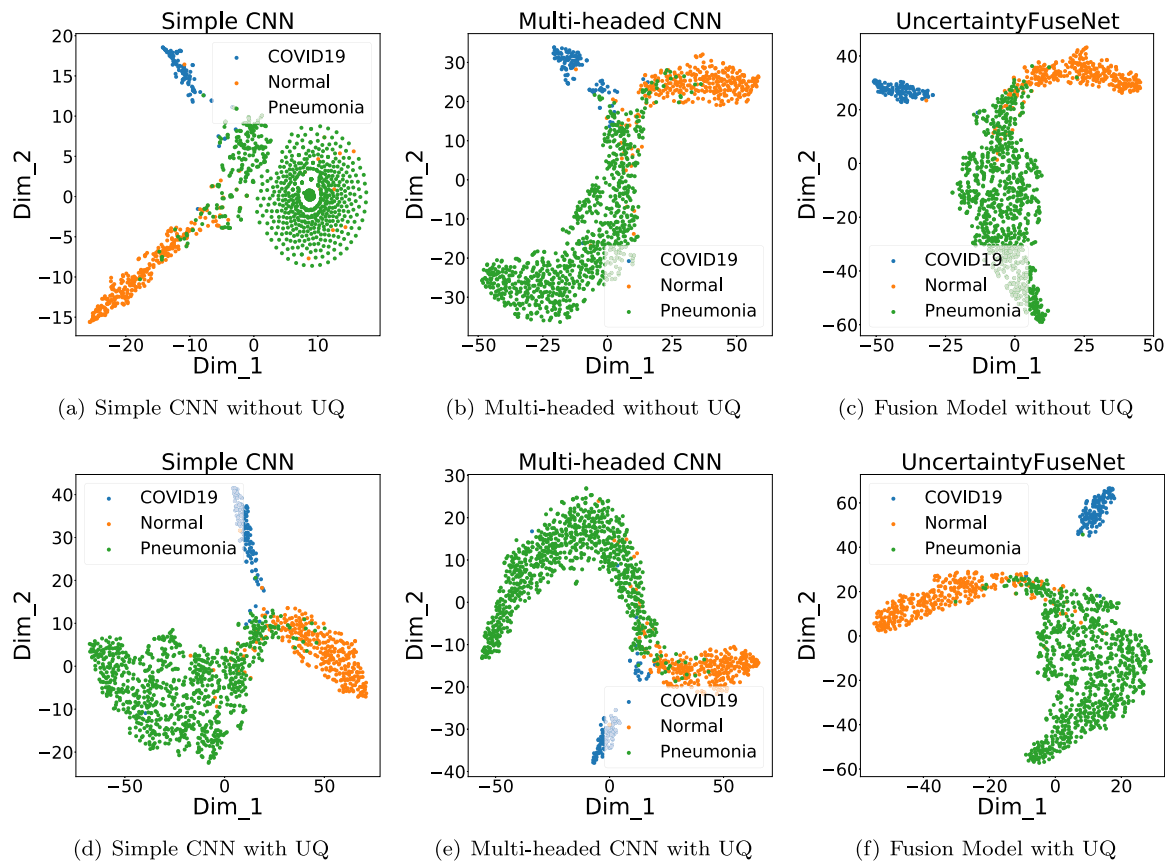 Simple CNN
Multi-headed CNN
UncertaintyFuseNet
20
15
10
5
0
−5
−10
−15
Dim_2
COVID19
Normal
Pneumonia
−20
−10
0
10
Dim_1
30
20
10
0
−10
−20
−30
Dim_2
COVID19
Normal
Pneumonia
−50
−25
0
25
50
Dim_1
40
20
0
−20
−40
−60
Dim_2
COVID19
Normal
Pneumonia
−50
−25
0
25
50
Dim_1
(a) Simple CNN without UQ
(b) Multi-headed without UQ
(c) Fusion Model without UQ
Simple CNN
Multi-headed CNN
UncertaintyFuseNet
40
30
20
10
0
−10
−20
Dim_2
COVID19
Normal
Pneumonia
−50
0
50
Dim_1
30
20
10
0
−10
−20
−30
−40
Dim_2
COVID19
Normal
Pneumonia
−50
−25
0
25
50
Dim_1
60
40
20
0
−20
−40
−60
Dim_2
COVID19
Normal
Pneumonia
−40
−20
0
20
Dim_1
(d) Simple CNN with UQ
(e) Multi-headed CNN with UQ
(f) Fusion Model with UQ